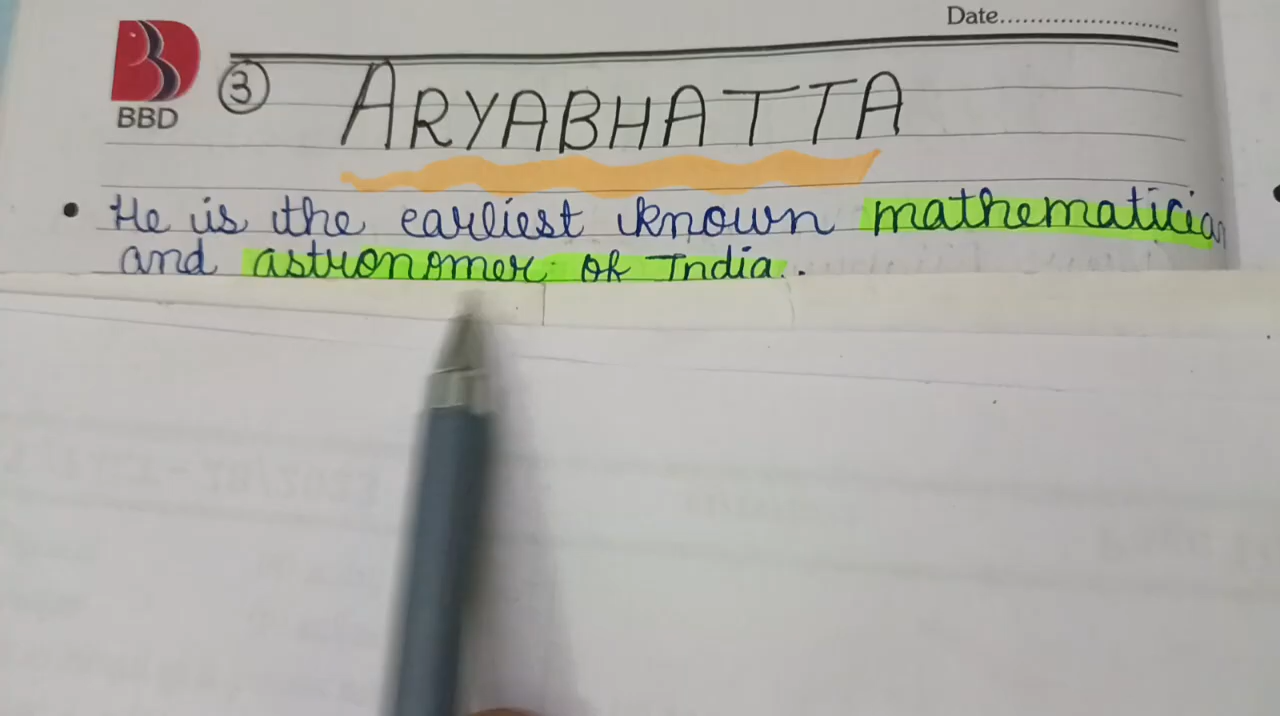 Date............................
BBD
3 ARYABHATTA
• He is the earliest known mathematician
and astronomer of India..